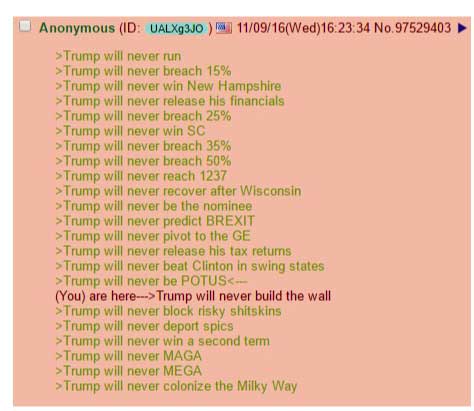 Anonymous (ID: UALXg3JO) 11/09/16(Wed)16:23:34 No.97529403
>Trump will never run
>Trump will never breach 15%
>Trump will never win New Hampshire
>Trump will never release his financials
>Trump will never breach 25%
>Trump will never win SC
>Trump will never breach 35%
>Trump will never breach 50%
>Trump will never reach 1237
>Trump will never recover after Wisconsin
>Trump will never be the nominee
>Trump will never predict BREXIT
>Trump will never pivot to the GE
>Trump will never release his tax returns
>Trump will never beat Clinton in swing states
>Trump will never be POTUS<---
(You) are here--->Trump will never build the wall
>Trump will never block risky shitskins
>Trump will never deport spics
>Trump will never win a second term
>Trump will never MAGA
>Trump will never MEGA
>Trump will never colonize the Milky Way